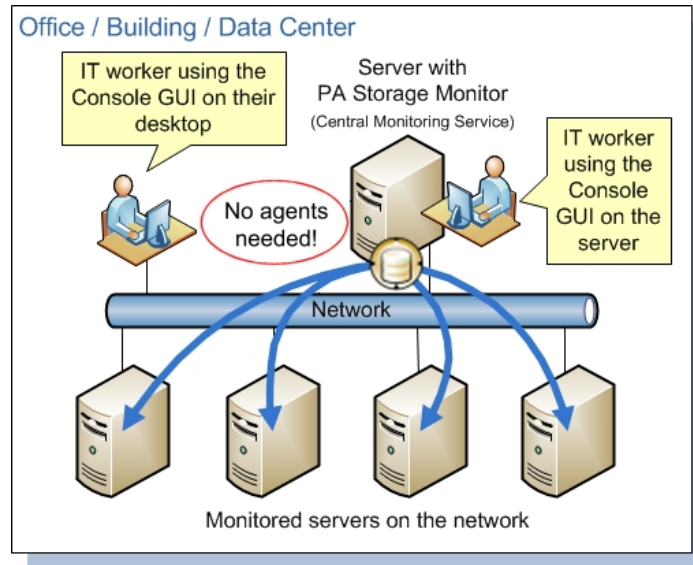 Office / Building / Data Center
IT worker using the
Console GUI on their
desktop
Server with
PA Storage Monitor
(Central Monitoring Service)
IT worker
using the
Console
GUI on the
server
No agents
needed!
Network
Monitored servers on the network